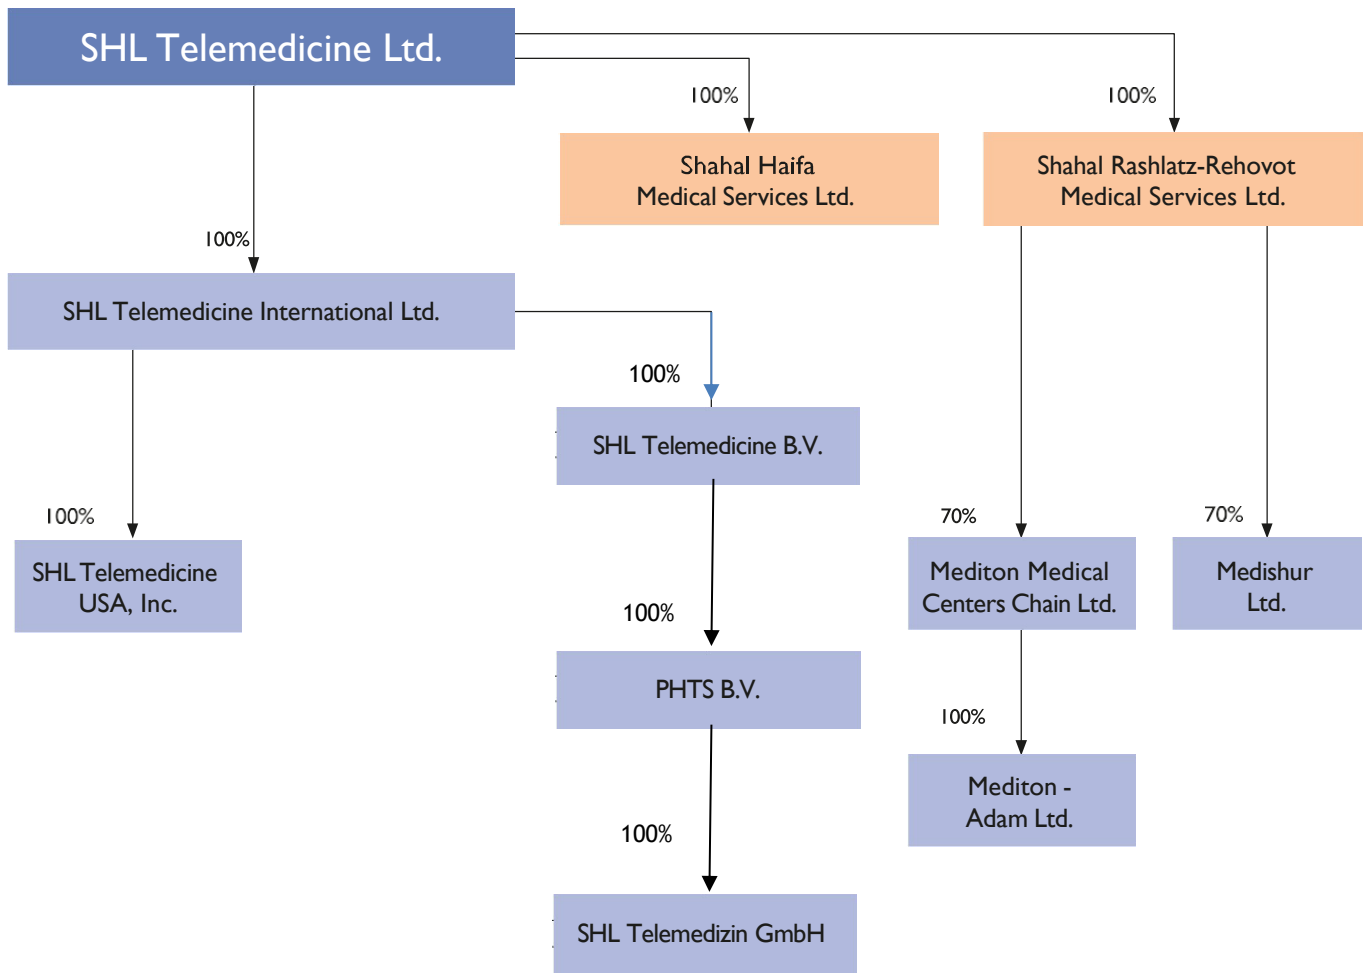 SHL Telemedicine Ltd.
100%
100%
Shahal Haifa
Medical Services Ltd.
Shahal Rashlatz-Rehovot
Medical Services Ltd.
100%
SHL Telemedicine International Ltd.
100%
SHL Telemedicine B.V.
100%
70%
70%
SHL Telemedicine
USA, Inc.
Mediton Medical
Centers Chain Ltd.
Medishur
Ltd.
100%
PHTS B.V.
100%
Mediton -
Adam Ltd.
100%
SHL Telemedizin GmbH